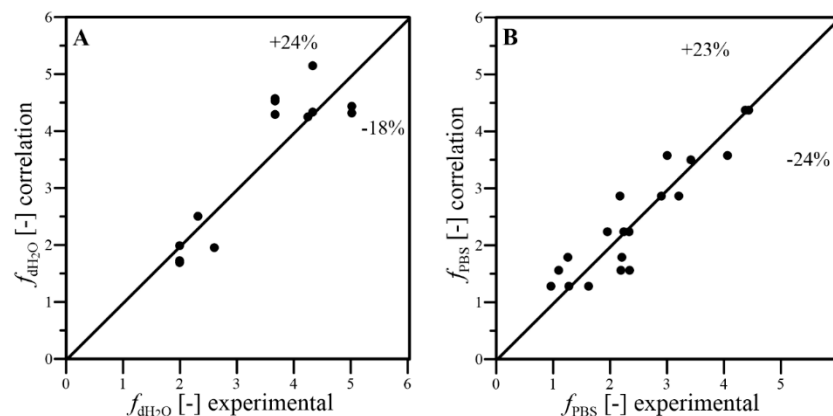 A
+24%
-18%
6
5
4
3
2
1
0
0 1 2 3 4 5 6
f_dH₂O [-] correlation
f_dH₂O [-] experimental
B
+23%
-24%
6
5
4
3
2
1
0
0 1 2 3 4 5
f_PBS [-] correlation
f_PBS [-] experimental